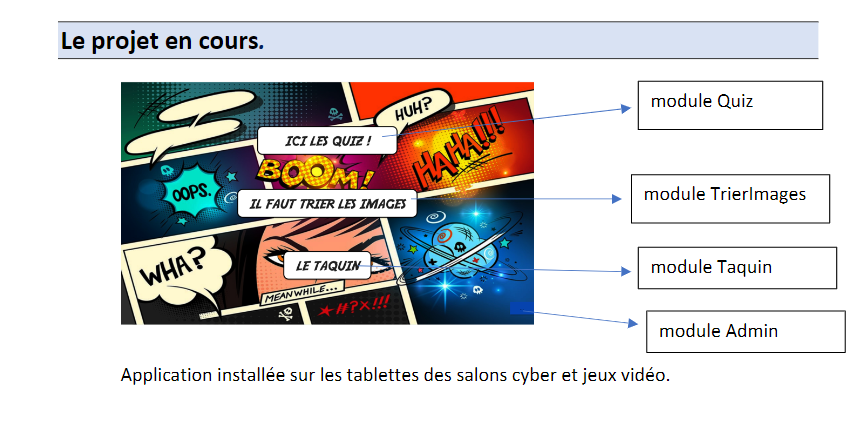 Le projet en cours.
HUH?
ICI LES QUIZ !
HAHA!!!
BOOM!
OOPS.
IL FAUT TRIER LES IMAGES
WHA?
LE TAQUIN
MEANWHILE...
*#?X!!!
module Quiz
module TrierImages
module Taquin
module Admin
Application installée sur les tablettes des salons cyber et jeux vidéo.